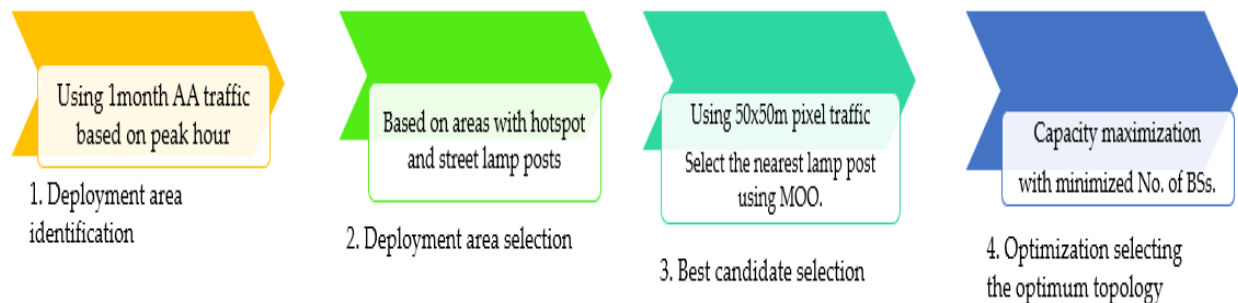 Using 1month AA traffic
based on peak hour
1. Deployment area
identification
Based on areas with hotspot
and street lamp posts
2. Deployment area selection
Using 50x50m pixel traffic
Select the nearest lamp post
using MOO.
3. Best candidate selection
Capacity maximization
with minimized No. of BSs.
4. Optimization selecting
the optimum topology